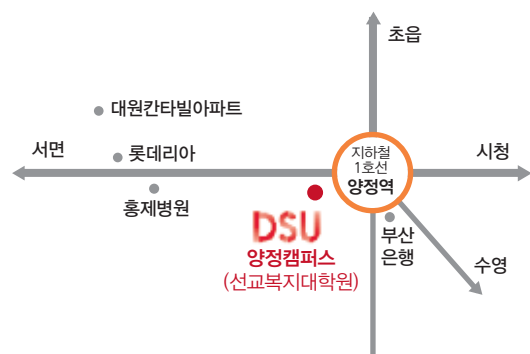 초읍
대원칸타빌아파트
서면
롯데리아
지하철
1호선
양정역
시청
홍제병원
DSU
양정캠퍼스
(선교복지대학원)
부산
은행
수영